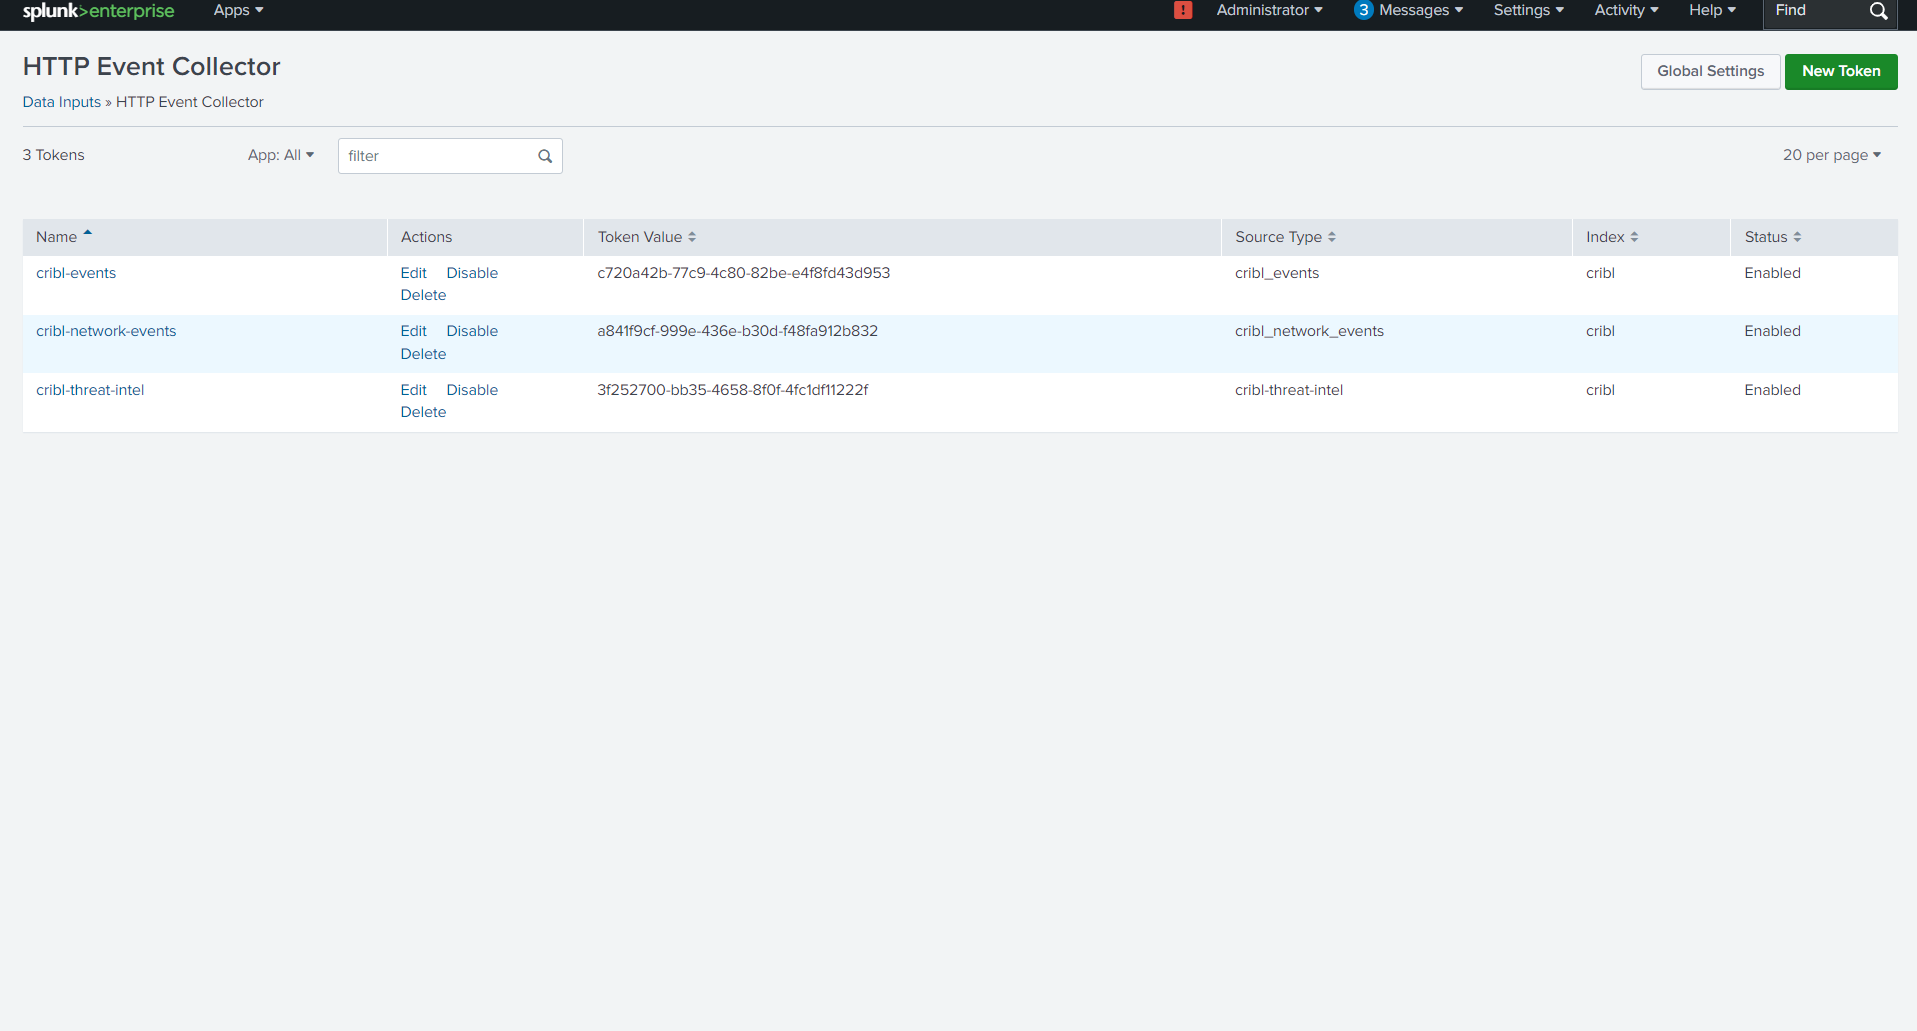 splunk>enterprise Apps ! Administrator 3 Messages Settings Activity Help Find
HTTP Event Collector
Global Settings New Token
Data Inputs » HTTP Event Collector
3 Tokens App: All filter 20 per page
Name Actions Token Value Source Type Index Status
cribl-events Edit Disable c720a42b-77c9-4c80-82be-e4f8fd43d953 cribl_events cribl Enabled
Delete
cribl-network-events Edit Disable a841f9cf-999e-436e-b30d-f48fa912b832 cribl_network_events cribl Enabled
Delete
cribl-threat-intel Edit Disable 3f252700-bb35-4658-8f0f-4fc1df11222f cribl-threat-intel cribl Enabled
Delete